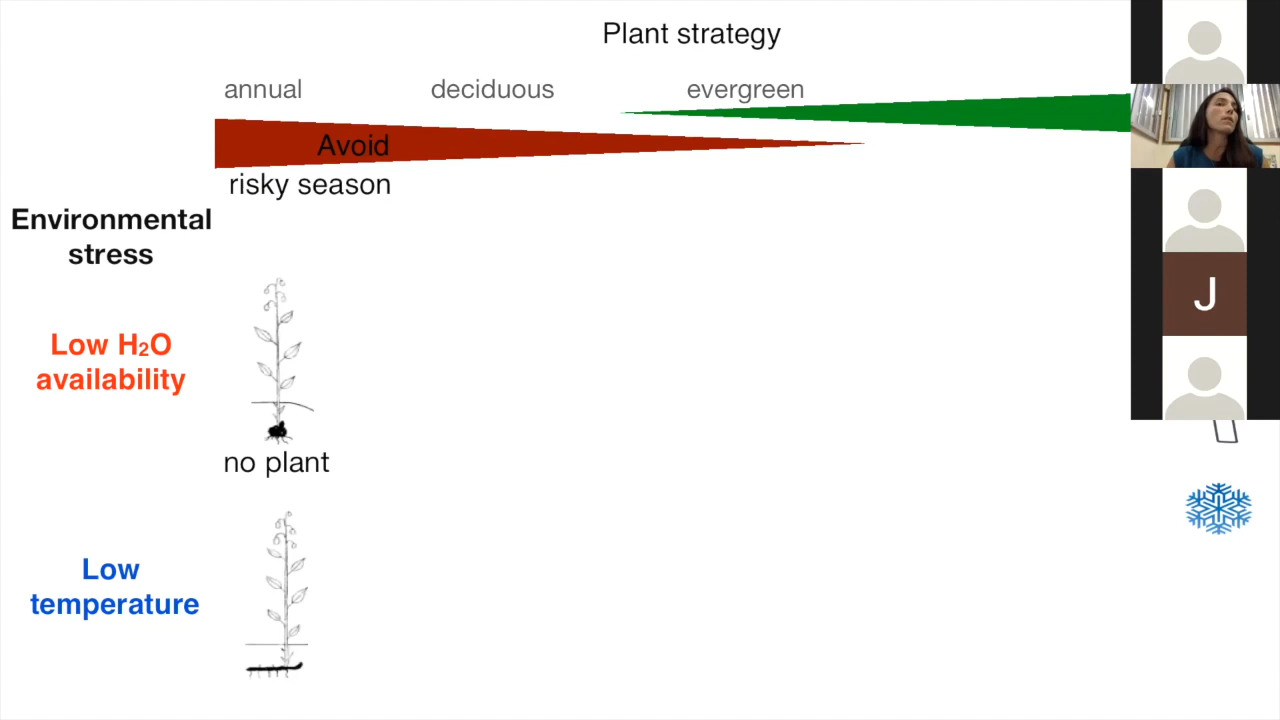 Plant strategy
annual deciduous evergreen
Avoid
risky season
Environmental
stress
Low H₂O
availability
no plant
Low
temperature
J